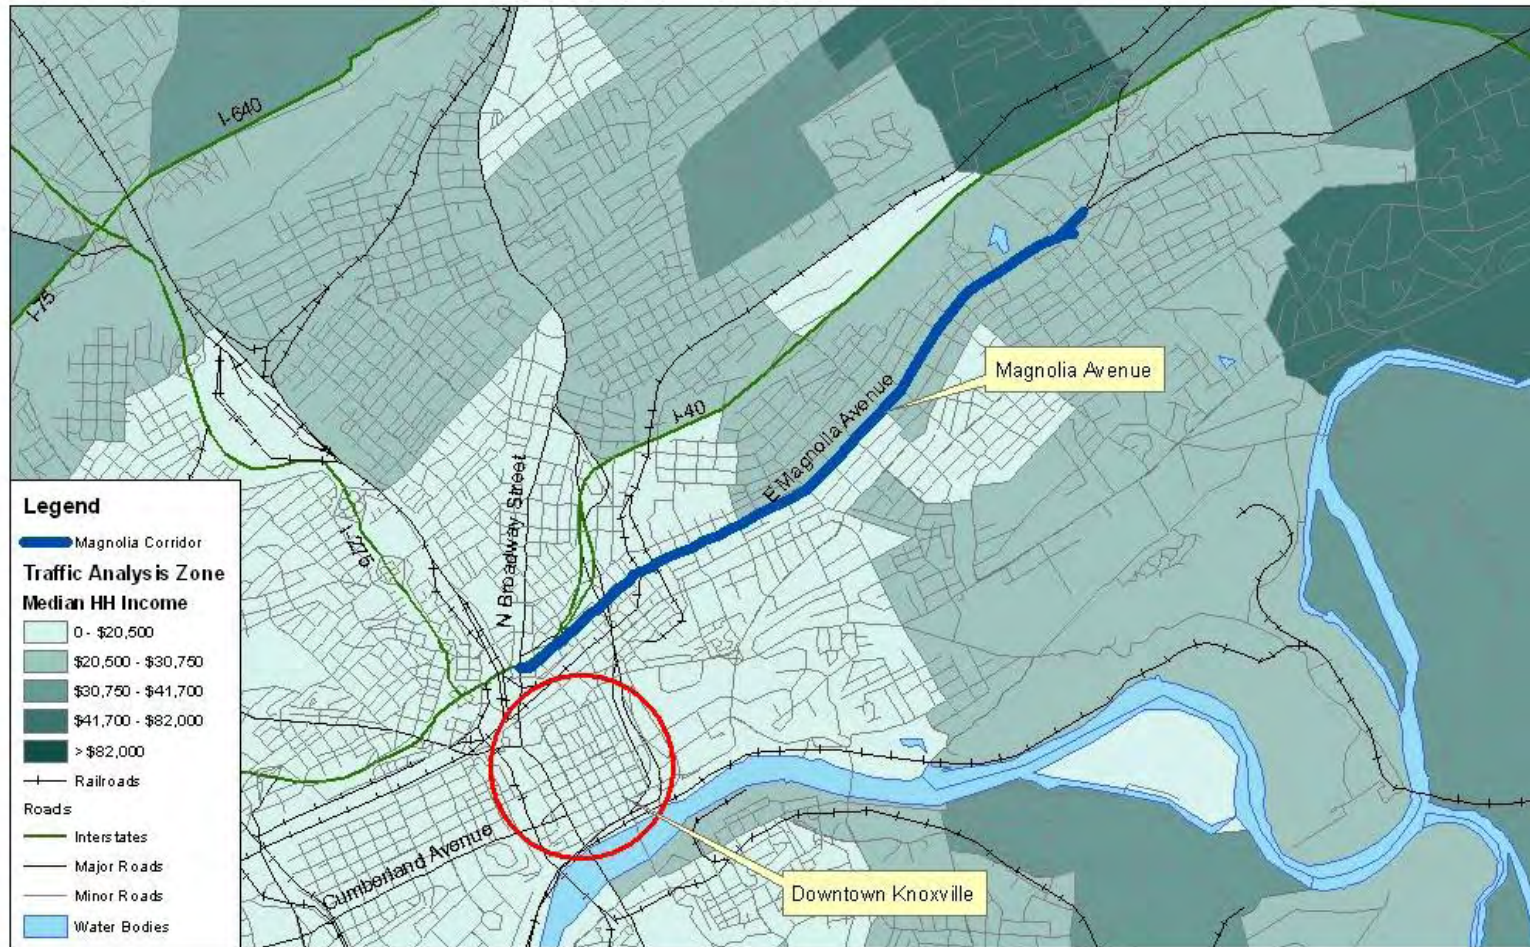 I-640
I-75
Magnolia Avenue
E Magnolia Avenue
I-40
N Broadway Street
I-275
Legend
Magnolia Corridor
Traffic Analysis Zone
Median HH Income
0 - $20,500
$20,500 - $30,750
$30,750 - $41,700
$41,700 - $82,000
> $82,000
Railroads
Roads
Interstates
Major Roads
Minor Roads
Water Bodies
Cumberland Avenue
Downtown Knoxville